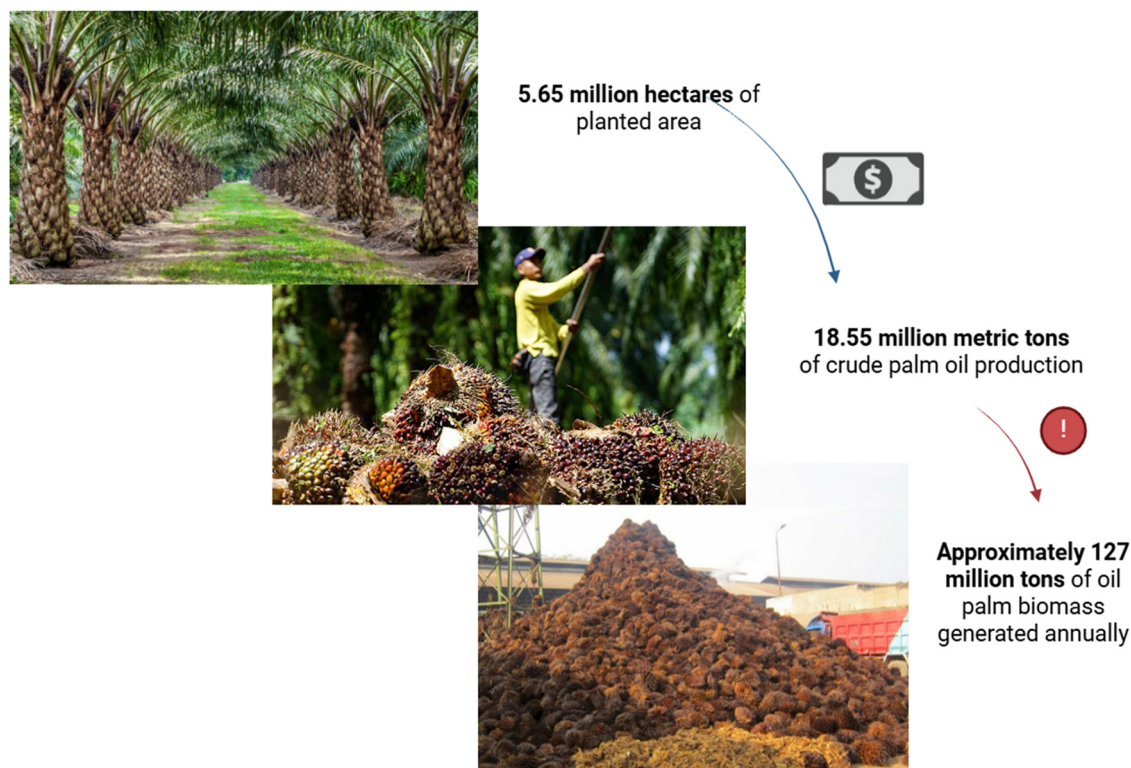 5.65 million hectares of
planted area
$
18.55 million metric tons
of crude palm oil production
!
Approximately 127
million tons of oil
palm biomass
generated annually